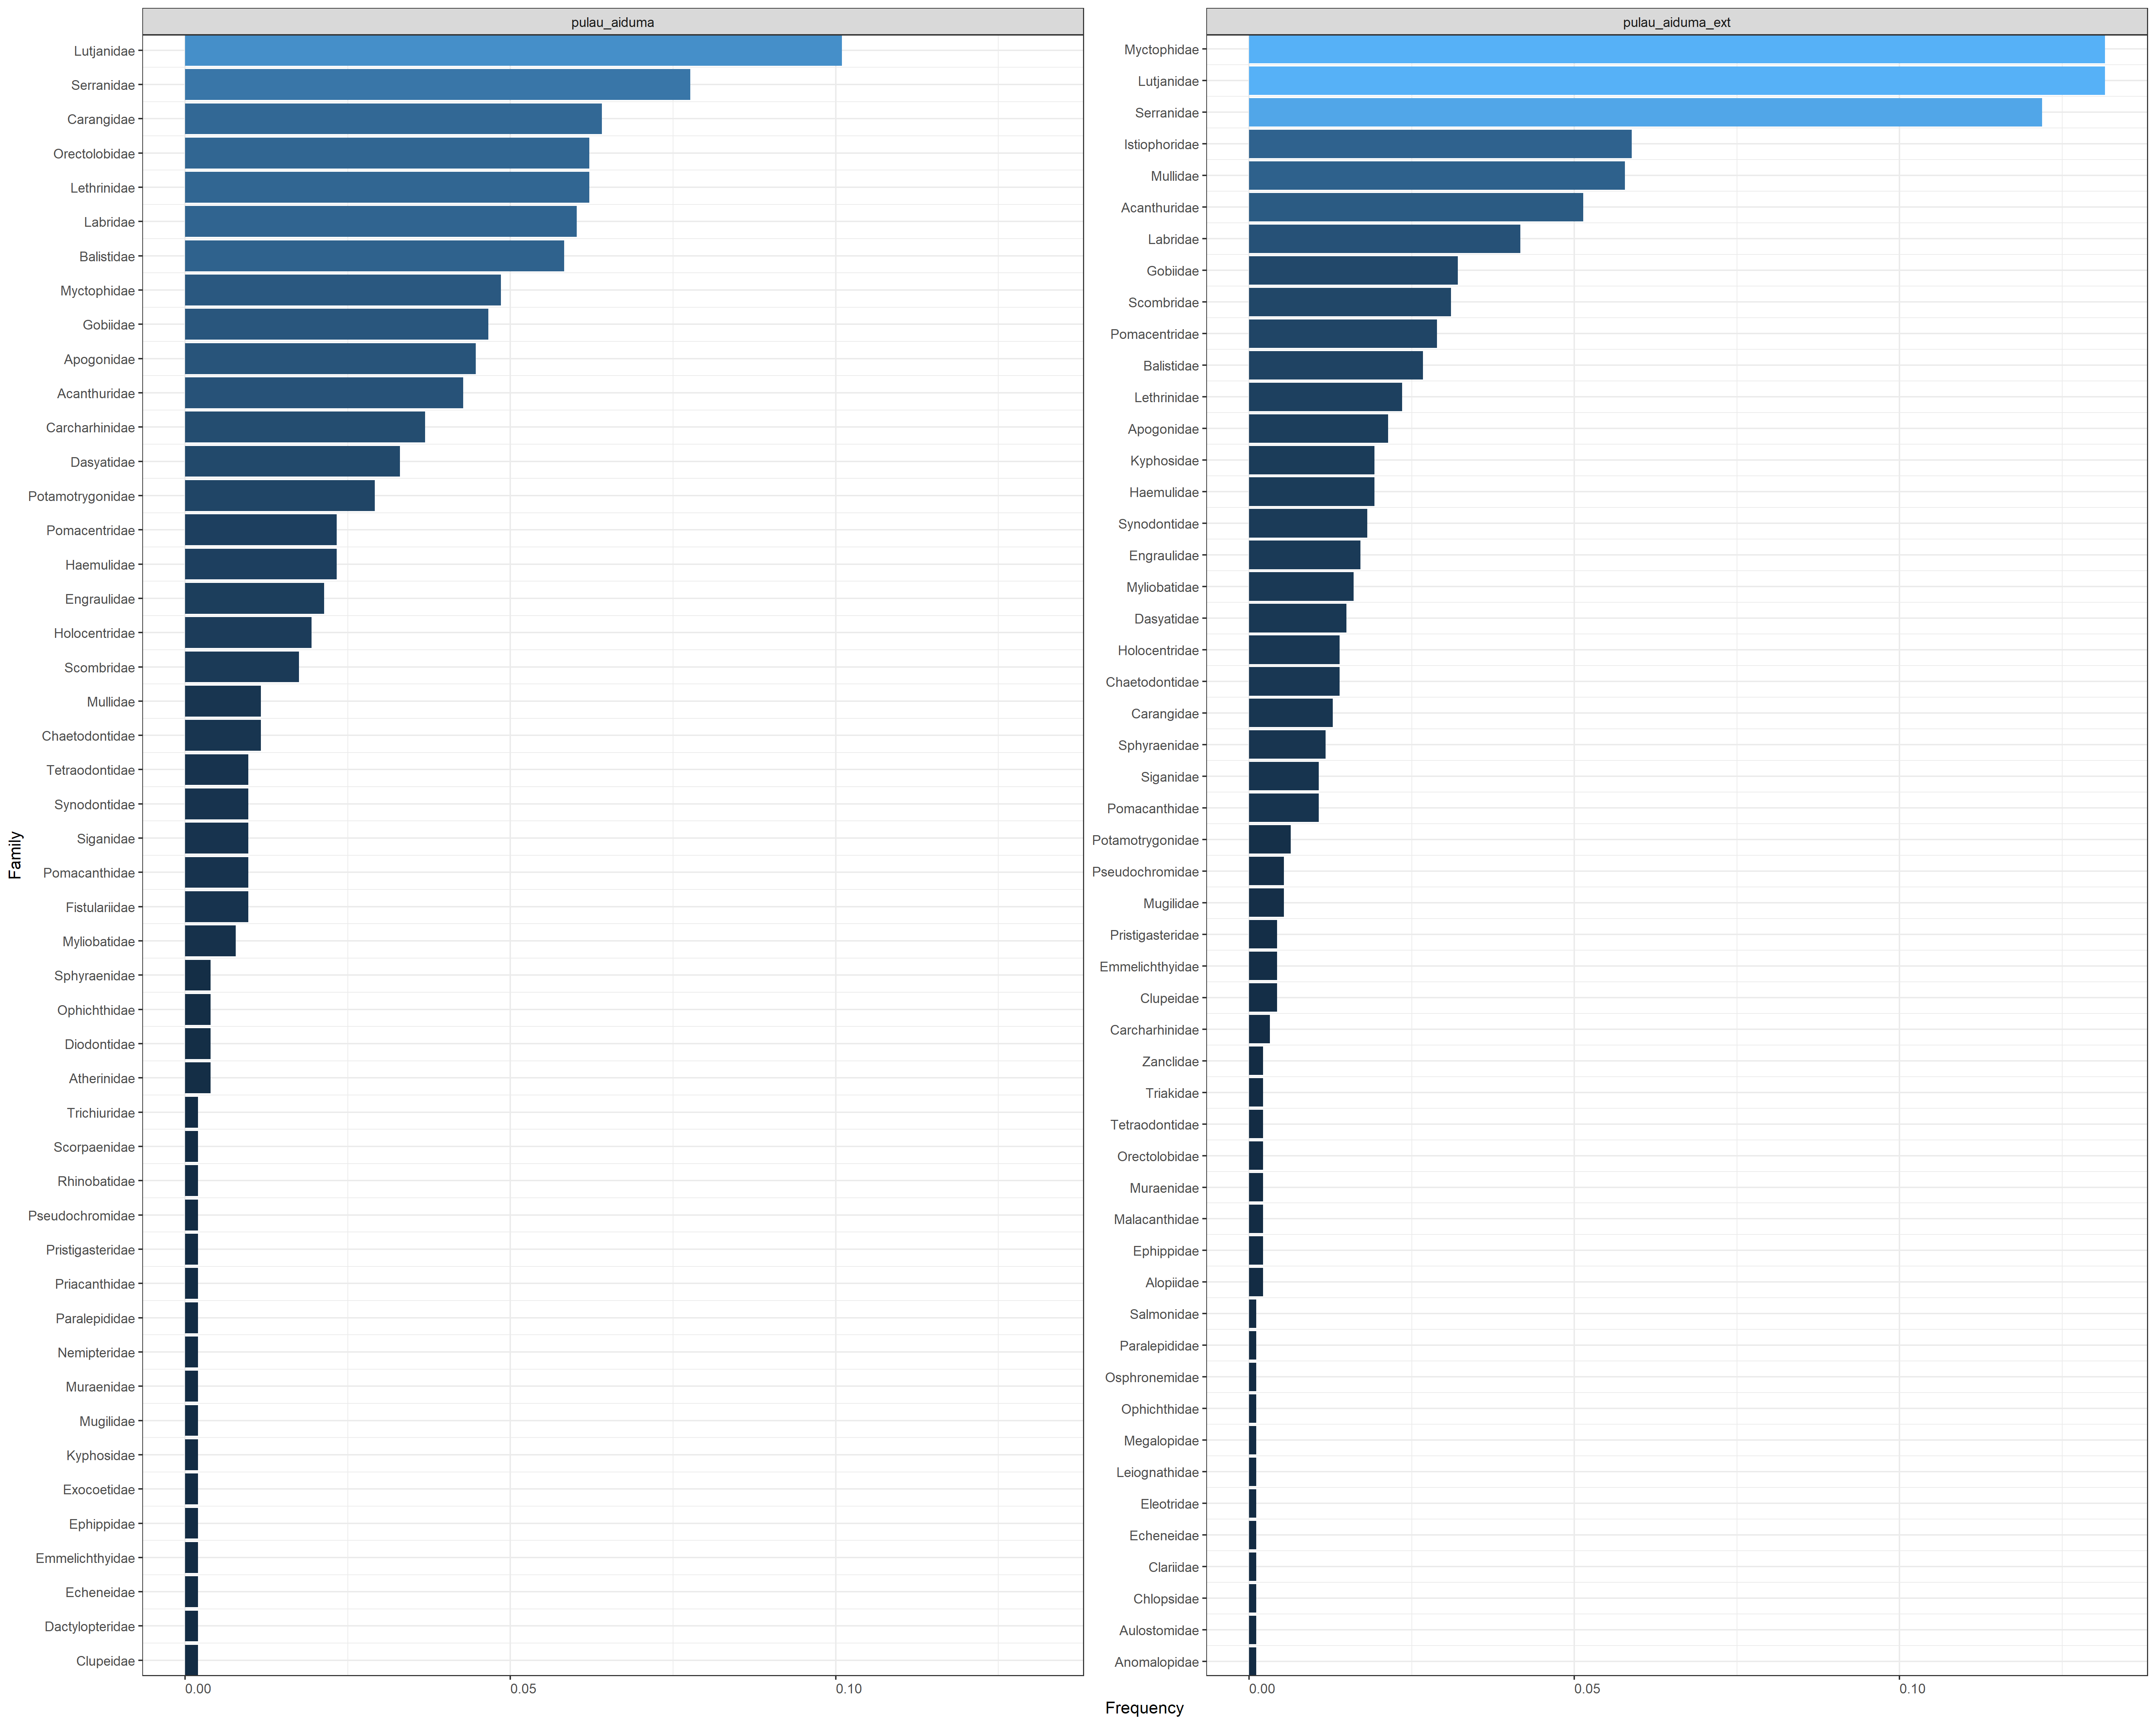 pulau_aiduma
Lutjanidae
Serranidae
Carangidae
Orectolobidae
Lethrinidae
Labridae
Balistidae
Myctophidae
Gobiidae
Apogonidae
Acanthuridae
Carcharhinidae
Dasyatidae
Potamotrygonidae
Pomacentridae
Haemulidae
Engraulidae
Holocentridae
Scombridae
Mullidae
Chaetodontidae
Tetraodontidae
Synodontidae
Siganidae
Pomacanthidae
Fistulariidae
Myliobatidae
Sphyraenidae
Ophichthidae
Diodontidae
Atherinidae
Trichiuridae
Scorpaenidae
Rhinobatidae
Pseudochromidae
Pristigasteridae
Priacanthidae
Paralepididae
Nemipteridae
Muraenidae
Mugilidae
Kyphosidae
Exocoetidae
Ephippidae
Emmelichthyidae
Echeneidae
Dactylopteridae
Clupeidae
0.00 0.05 0.10
pulau_aiduma_ext
Myctophidae
Lutjanidae
Serranidae
Istiophoridae
Mullidae
Acanthuridae
Labridae
Gobiidae
Scombridae
Pomacentridae
Balistidae
Lethrinidae
Apogonidae
Kyphosidae
Haemulidae
Synodontidae
Engraulidae
Myliobatidae
Dasyatidae
Holocentridae
Chaetodontidae
Carangidae
Sphyraenidae
Siganidae
Pomacanthidae
Potamotrygonidae
Pseudochromidae
Mugilidae
Pristigasteridae
Emmelichthyidae
Clupeidae
Carcharhinidae
Zanclidae
Triakidae
Tetraodontidae
Orectolobidae
Muraenidae
Malacanthidae
Ephippidae
Alopiidae
Salmonidae
Paralepididae
Osphronemidae
Ophichthidae
Megalopidae
Leiognathidae
Eleotridae
Echeneidae
Clariidae
Chlopsidae
Aulostomidae
Anomalopidae
0.00 0.05 0.10
Family
Frequency